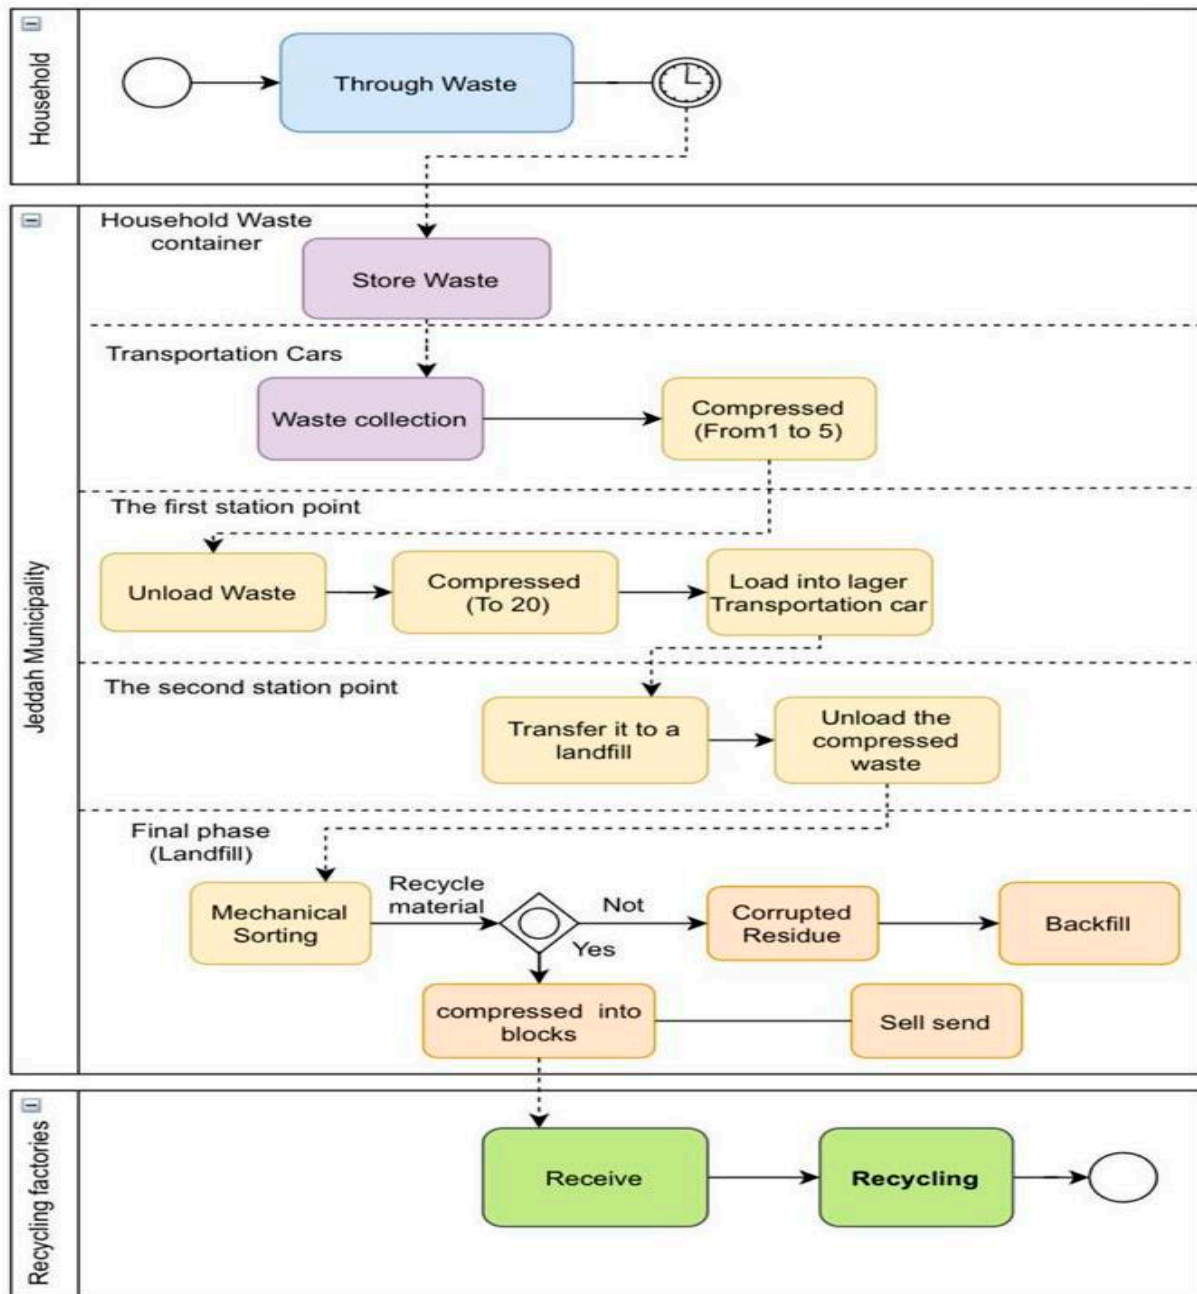 Household
Through Waste
Jeddah Municipality
Household Waste
container
Store Waste
Transportation Cars
Waste collection
Compressed
(From1 to 5)
The first station point
Unload Waste
Compressed
(To 20)
Load into lager
Transportation car
The second station point
Transfer it to a
landfill
Unload the
compressed
waste
Final phase
(Landfill)
Mechanical
Sorting
Recycle
material
Not
Yes
Corrupted
Residue
Backfill
compressed into
blocks
Sell send
Recycling factories
Receive
Recycling